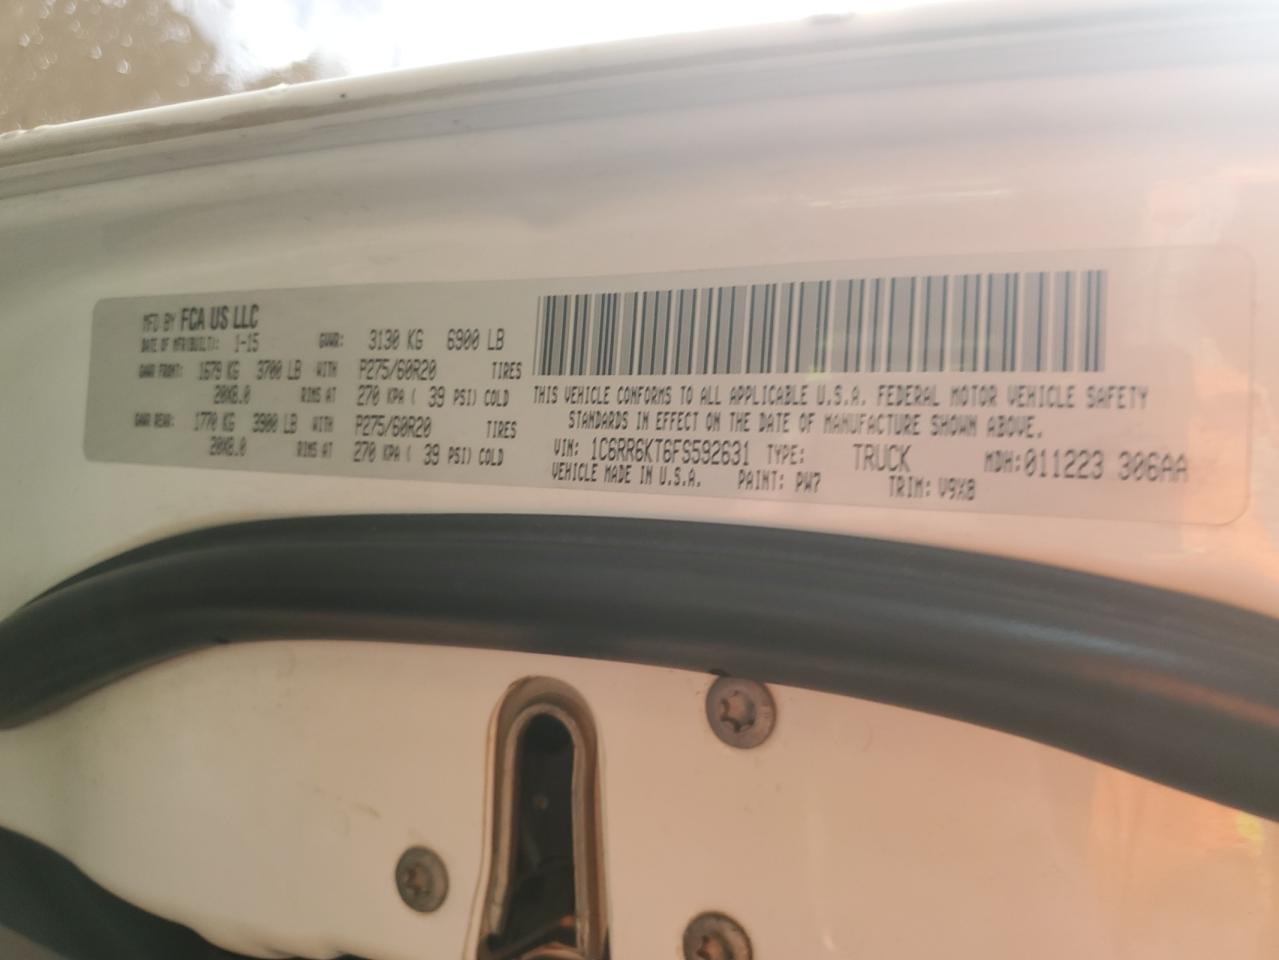 MFD BY FCA US LLC
DATE OF MFR(BUILT): 1-15 GVWR: 3130 KG 6900 LB
GAWR FRONT: 1679 KG 3700 LB WITH P275/60R20 TIRES
20X8.0 RIMS AT 270 KPA ( 39 PSI) COLD
GAWR REAR: 1770 KG 3900 LB WITH P275/60R20 TIRES
20X8.0 RIMS AT 270 KPA ( 39 PSI) COLD
THIS VEHICLE CONFORMS TO ALL APPLICABLE U.S.A. FEDERAL MOTOR VEHICLE SAFETY
STANDARDS IN EFFECT ON THE DATE OF MANUFACTURE SHOWN ABOVE.
VIN: 1C6RR6KT6FS592631 TYPE: TRUCK MDH:011223 306AA
VEHICLE MADE IN U.S.A. PAINT: PW7 TRIM: V9X8